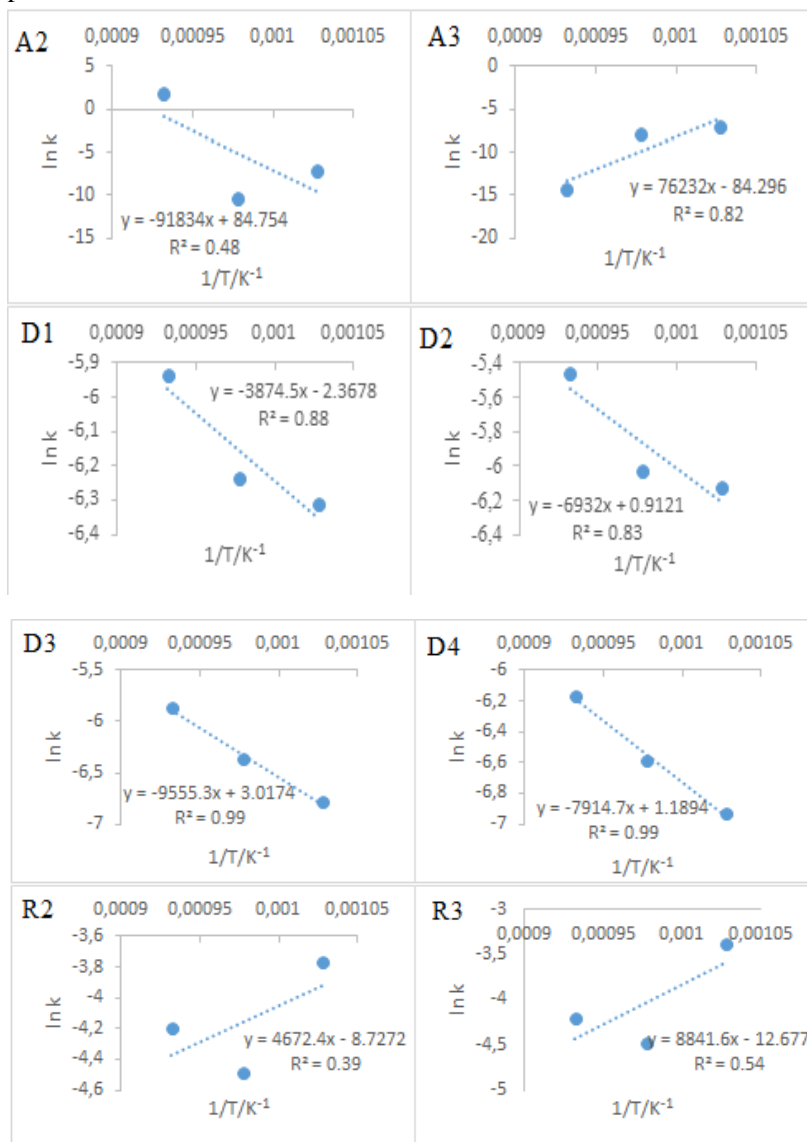 A2
0,0009 0,00095 0,001 0,00105
5
0
-5
-10
-15
ln k
y = -91834x + 84.754
R² = 0.48
1/T/K⁻¹
A3
0,0009 0,00095 0,001 0,00105
0
-5
-10
-15
-20
ln k
y = 76232x - 84.296
R² = 0.82
1/T/K⁻¹
D1
0,0009 0,00095 0,001 0,00105
-5,9
-6
-6,1
-6,2
-6,3
-6,4
ln k
y = -3874.5x - 2.3678
R² = 0.88
1/T/K⁻¹
D2
0,0009 0,00095 0,001 0,00105
-5,4
-5,6
-5,8
-6
-6,2
-6,4
ln k
y = -6932x + 0.9121
R² = 0.83
1/T/K⁻¹
D3
0,0009 0,00095 0,001 0,00105
-5,5
-6
-6,5
-7
ln k
y = -9555.3x + 3.0174
R² = 0.99
1/T/K⁻¹
D4
0,0009 0,00095 0,001 0,00105
-6
-6,2
-6,4
-6,6
-6,8
-7
ln k
y = -7914.7x + 1.1894
R² = 0.99
1/T/K⁻¹
R2
0,0009 0,00095 0,001 0,00105
-3,6
-3,8
-4
-4,2
-4,4
-4,6
ln k
y = 4672.4x - 8.7272
R² = 0.39
1/T/K⁻¹
R3
-3
0,0009 0,00095 0,001 0,00105
-3,5
-4
-4,5
-5
ln k
y = 8841.6x - 12.677
R² = 0.54
1/T/K⁻¹